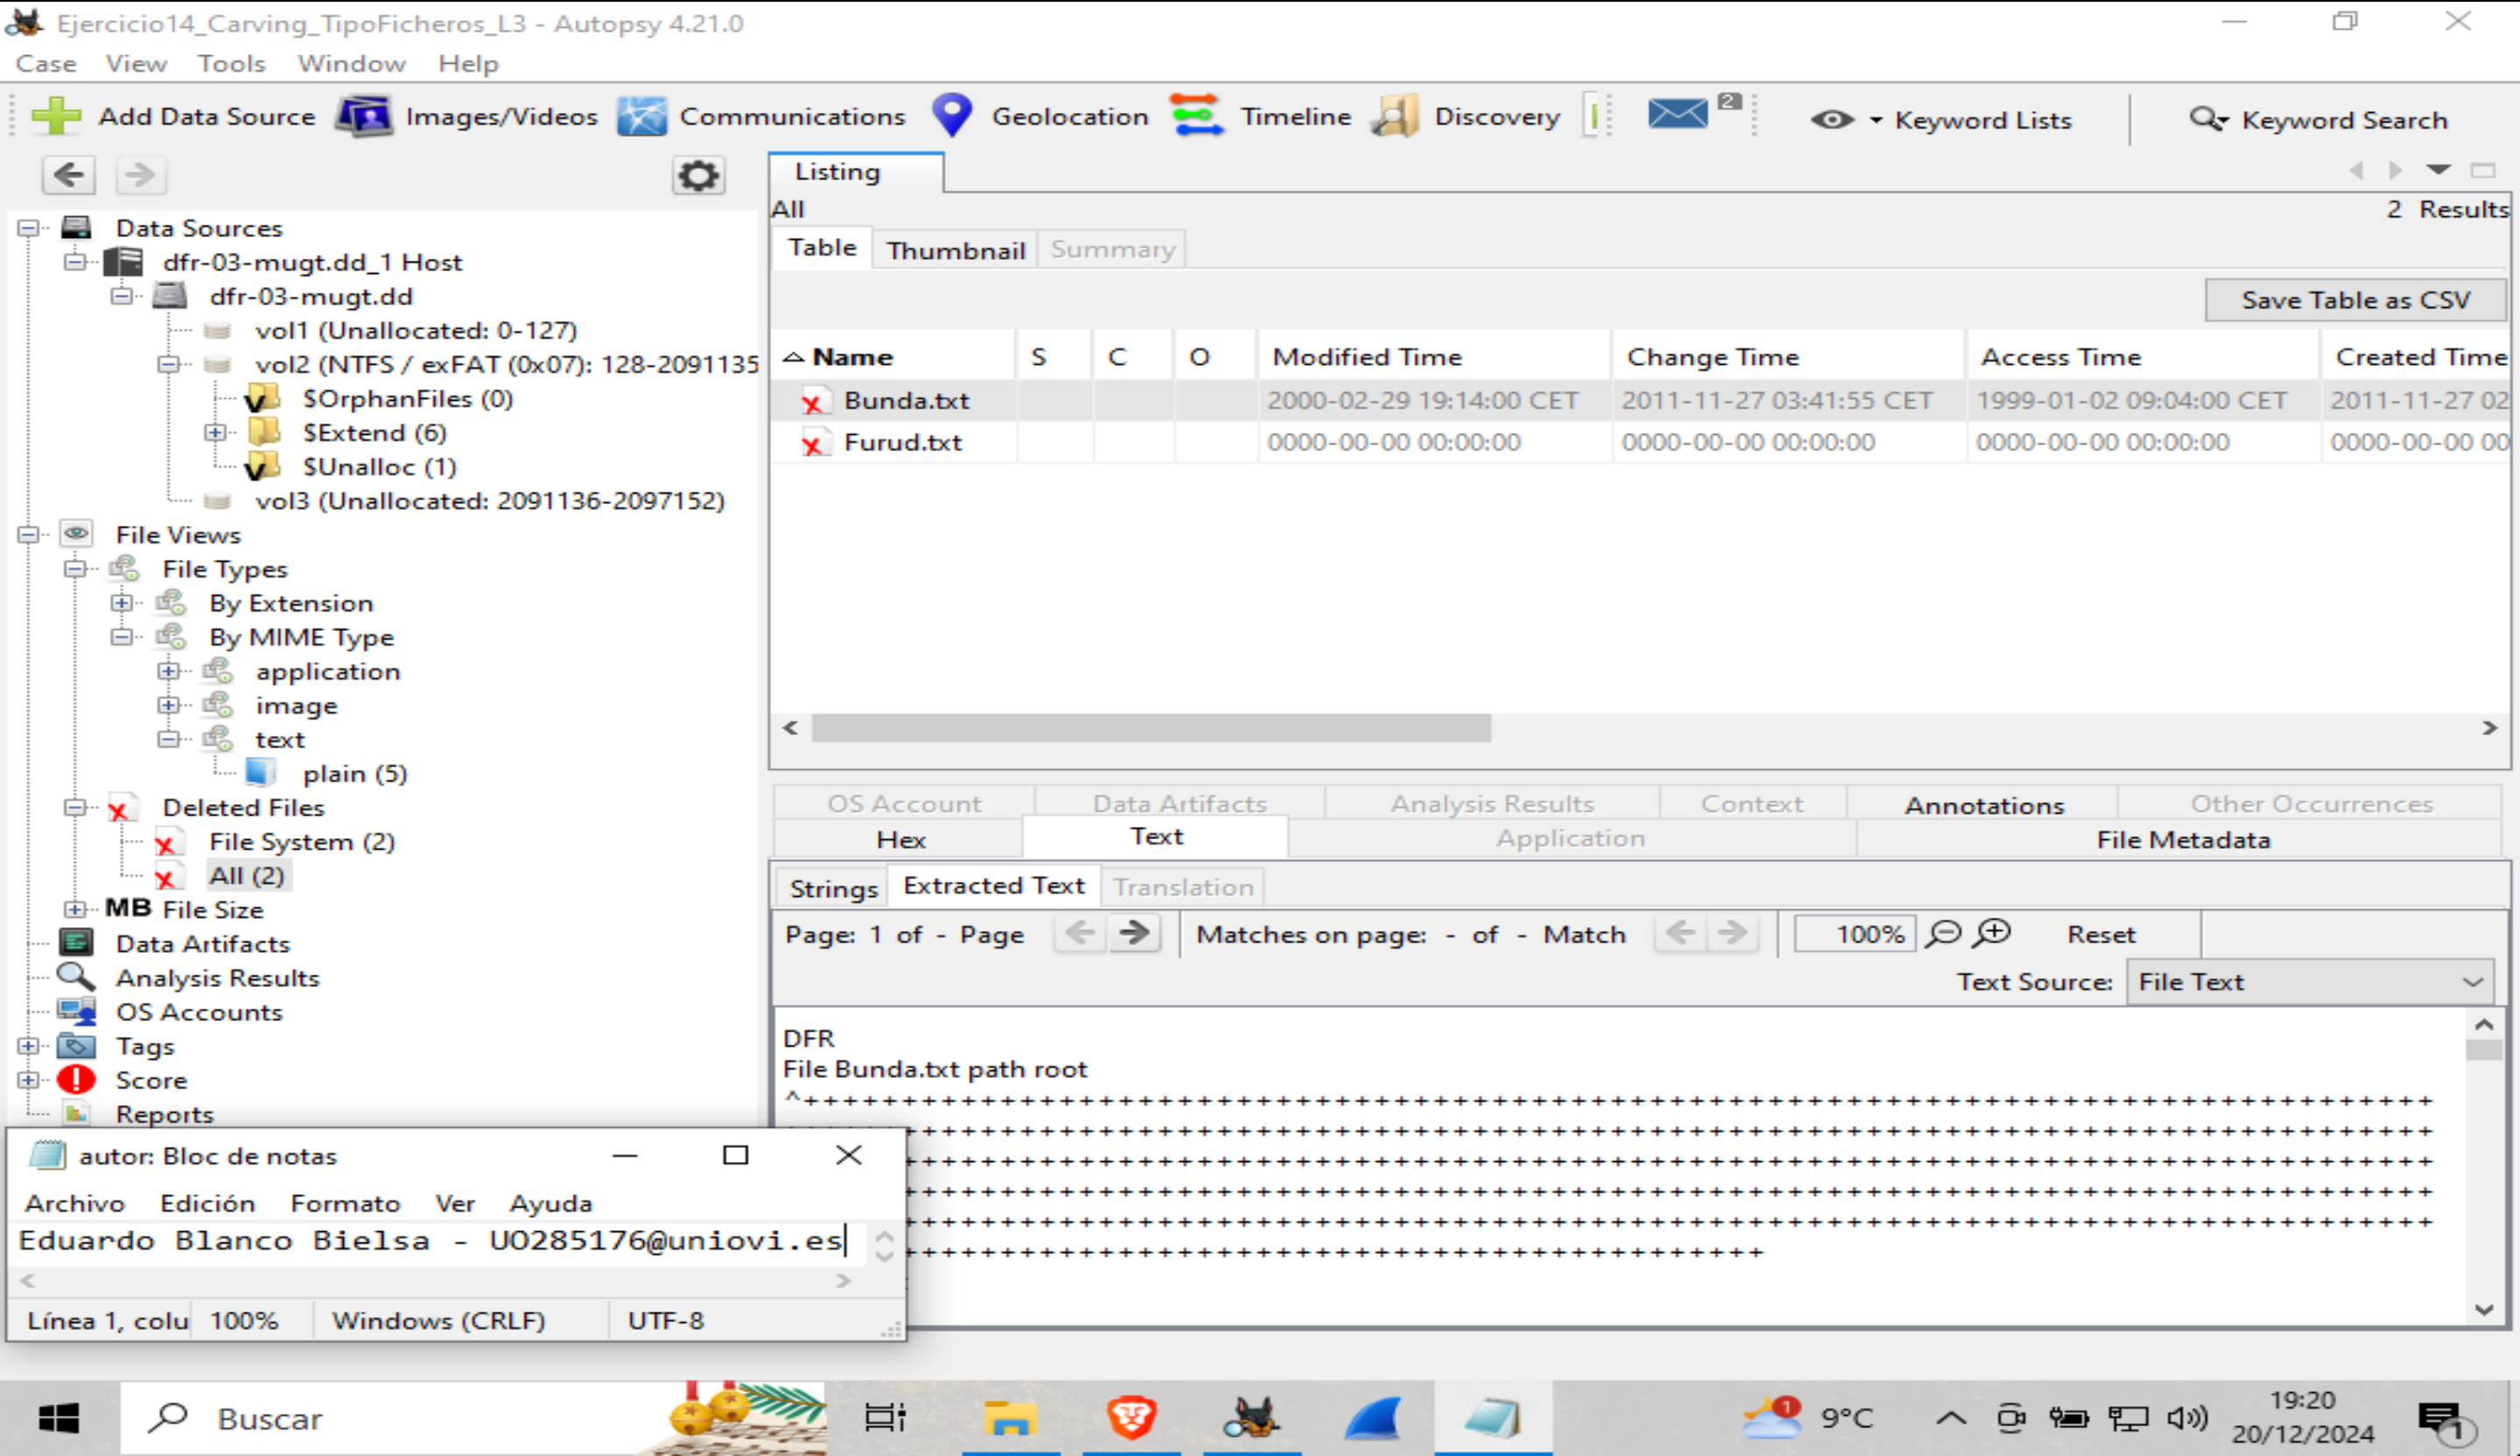 Ejercicio14_Carving_TipoFicheros_L3 - Autopsy 4.21.0
Case View Tools Window Help
Add Data Source Images/Videos Communications Geolocation Timeline Discovery 2 Keyword Lists Keyword Search
Listing
All 2 Results
Table Thumbnail Summary
Save Table as CSV
Name S C O Modified Time Change Time Access Time Created Time
Bunda.txt 2000-02-29 19:14:00 CET 2011-11-27 03:41:55 CET 1999-01-02 09:04:00 CET 2011-11-27 02
Furud.txt 0000-00-00 00:00:00 0000-00-00 00:00:00 0000-00-00 00:00:00 0000-00-00 00
Data Sources
dfr-03-mugt.dd_1 Host
dfr-03-mugt.dd
vol1 (Unallocated: 0-127)
vol2 (NTFS / exFAT (0x07): 128-2091135
$OrphanFiles (0)
$Extend (6)
$Unalloc (1)
vol3 (Unallocated: 2091136-2097152)
File Views
File Types
By Extension
By MIME Type
application
image
text
plain (5)
Deleted Files
File System (2)
All (2)
MB File Size
Data Artifacts
Analysis Results
OS Accounts
Tags
Score
Reports
OS Account Data Artifacts Analysis Results Context Annotations Other Occurrences
Hex Text Application File Metadata
Strings Extracted Text Translation
Page: 1 of - Page Matches on page: - of - Match 100% Reset
Text Source: File Text
DFR
File Bunda.txt path root
autor: Bloc de notas
Archivo Edición Formato Ver Ayuda
Eduardo Blanco Bielsa - UO285176@uniovi.es
Línea 1, colu 100% Windows (CRLF) UTF-8
Buscar
1 9°C
19:20
20/12/2024
1